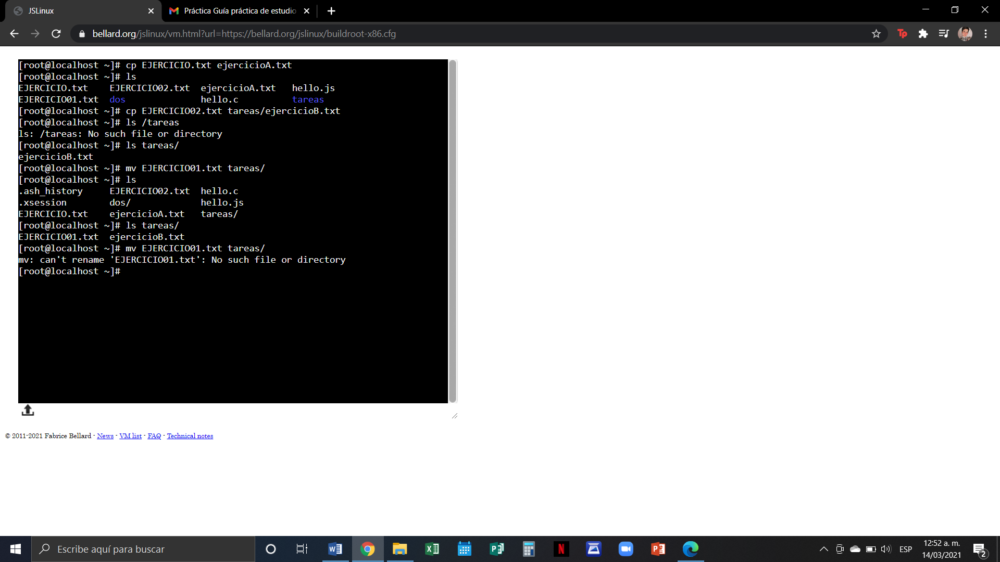 JSLinux
Práctica Guía práctica de estudio
bellard.org/jslinux/vm.html?url=https://bellard.org/jslinux/buildroot-x86.cfg
Tp
[root@localhost ~]# cp EJERCICIO.txt ejercicioA.txt
[root@localhost ~]# ls
EJERCICIO.txt    EJERCICIO02.txt  ejercicioA.txt   hello.js
EJERCICIO01.txt  dos              hello.c          tareas
[root@localhost ~]# cp EJERCICIO02.txt tareas/ejercicioB.txt
[root@localhost ~]# ls /tareas
ls: /tareas: No such file or directory
[root@localhost ~]# ls tareas/
ejercicioB.txt
[root@localhost ~]# mv EJERCICIO01.txt tareas/
[root@localhost ~]# ls
.ash_history     EJERCICIO02.txt  hello.c
.xsession        dos/             hello.js
EJERCICIO.txt    ejercicioA.txt   tareas/
[root@localhost ~]# ls tareas/
EJERCICIO01.txt  ejercicioB.txt
[root@localhost ~]# mv EJERCICIO01.txt tareas/
mv: can't rename 'EJERCICIO01.txt': No such file or directory
[root@localhost ~]#
© 2011-2021 Fabrice Bellard - News - VM list - FAQ - Technical notes
Escribe aquí para buscar
ESP
12:52 a. m.
14/03/2021
2